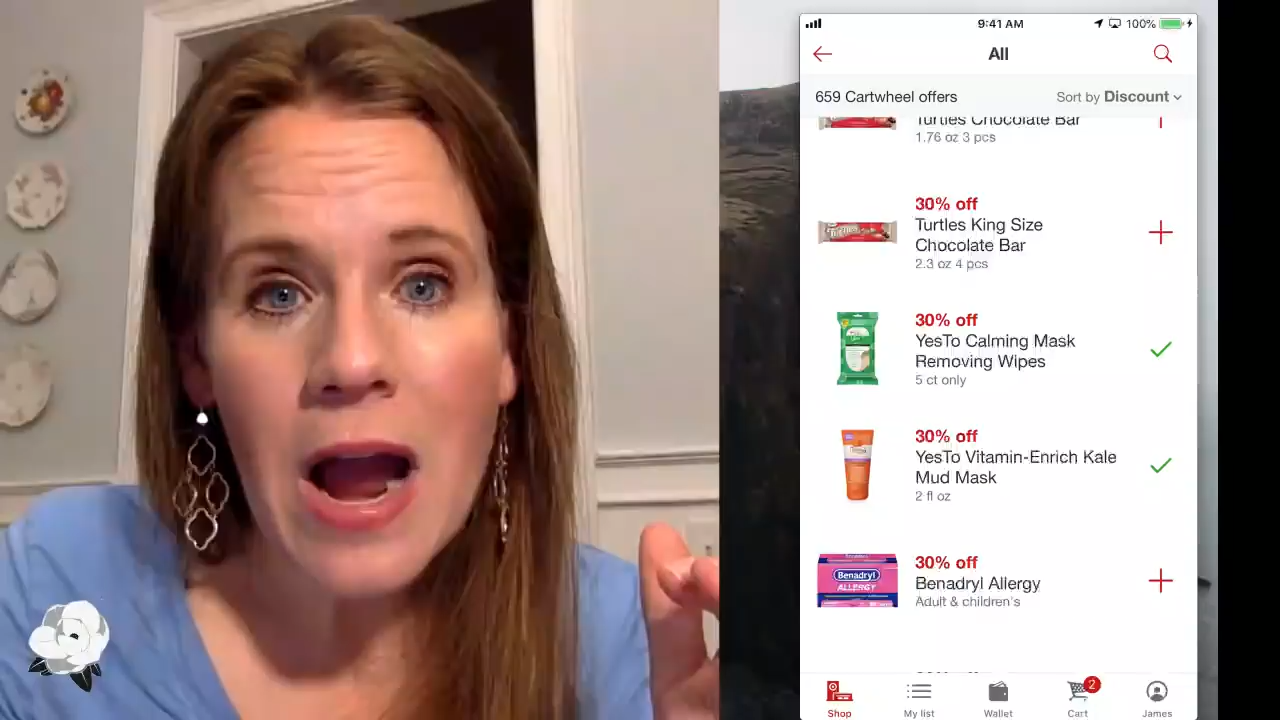 9:41 AM
100%
All
659 Cartwheel offers
Sort by Discount
Turtles Chocolate Bar
1.76 oz 3 pcs
30% off
Turtles King Size
Chocolate Bar
2.3 oz 4 pcs
30% off
YesTo Calming Mask
Removing Wipes
5 ct only
30% off
YesTo Vitamin-Enrich Kale
Mud Mask
2 fl oz
30% off
Benadryl Allergy
Adult & children's
Benadryl
ALLERGY
Shop
My list
Wallet
2
Cart
James